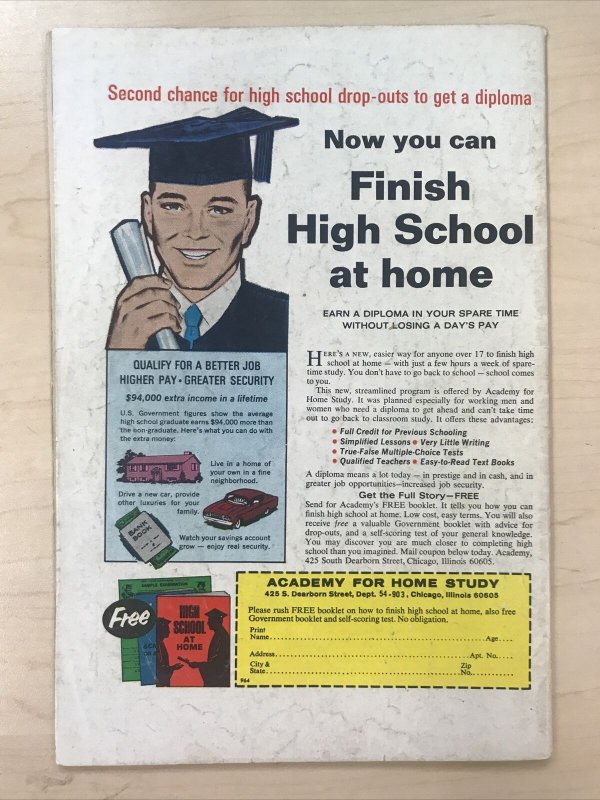 Second chance for high school drop-outs to get a diploma
Now you can
Finish
High School
at home
EARN A DIPLOMA IN YOUR SPARE TIME
WITHOUT LOSING A DAY'S PAY
QUALIFY FOR A BETTER JOB
HIGHER PAY • GREATER SECURITY
$94,000 extra income in a lifetime
U.S. Government figures show the average
high school graduate earns $94,000 more than
the non-graduate. Here's what you can do with
the extra money:
Live in a home of
your own in a fine
neighborhood.
Drive a new car, provide
other luxuries for your
family.
BANK
BOOK
Watch your savings account
grow — enjoy real security.
HERE'S A NEW, easier way for anyone over 17 to finish high
school at home — with just a few hours a week of spare-
time study. You don't have to go back to school — school comes
to you.
This new, streamlined program is offered by Academy for
Home Study. It was planned especially for working men and
women who need a diploma to get ahead and can't take time
out to go back to classroom study. It offers these advantages:
• Full Credit for Previous Schooling
• Simplified Lessons • Very Little Writing
• True-False Multiple-Choice Tests
• Qualified Teachers • Easy-to-Read Text Books
A diploma means a lot today — in prestige and in cash, and in
greater job opportunities—increased job security.
Get the Full Story—FREE
Send for Academy's FREE booklet. It tells you how you can
finish high school at home. Low cost, easy terms. You will also
receive free a valuable Government booklet with advice for
drop-outs, and a self-scoring test of your general knowledge.
You may discover you are much closer to completing high
school than you imagined. Mail coupon below today. Academy,
425 South Dearborn Street, Chicago, Illinois 60605.
Free
SAMPLE EXAMINATION
HIGH
SCHOOL
AT
HOME
ACADEMY FOR HOME STUDY
425 S. Dearborn Street, Dept. 54-903, Chicago, Illinois 60605
Please rush FREE booklet on how to finish high school at home, also free
Government booklet and self-scoring test. No obligation.
Print
Name.......... Age....
Address.......... Apt. No....
City & Zip
State.......... No..........
964